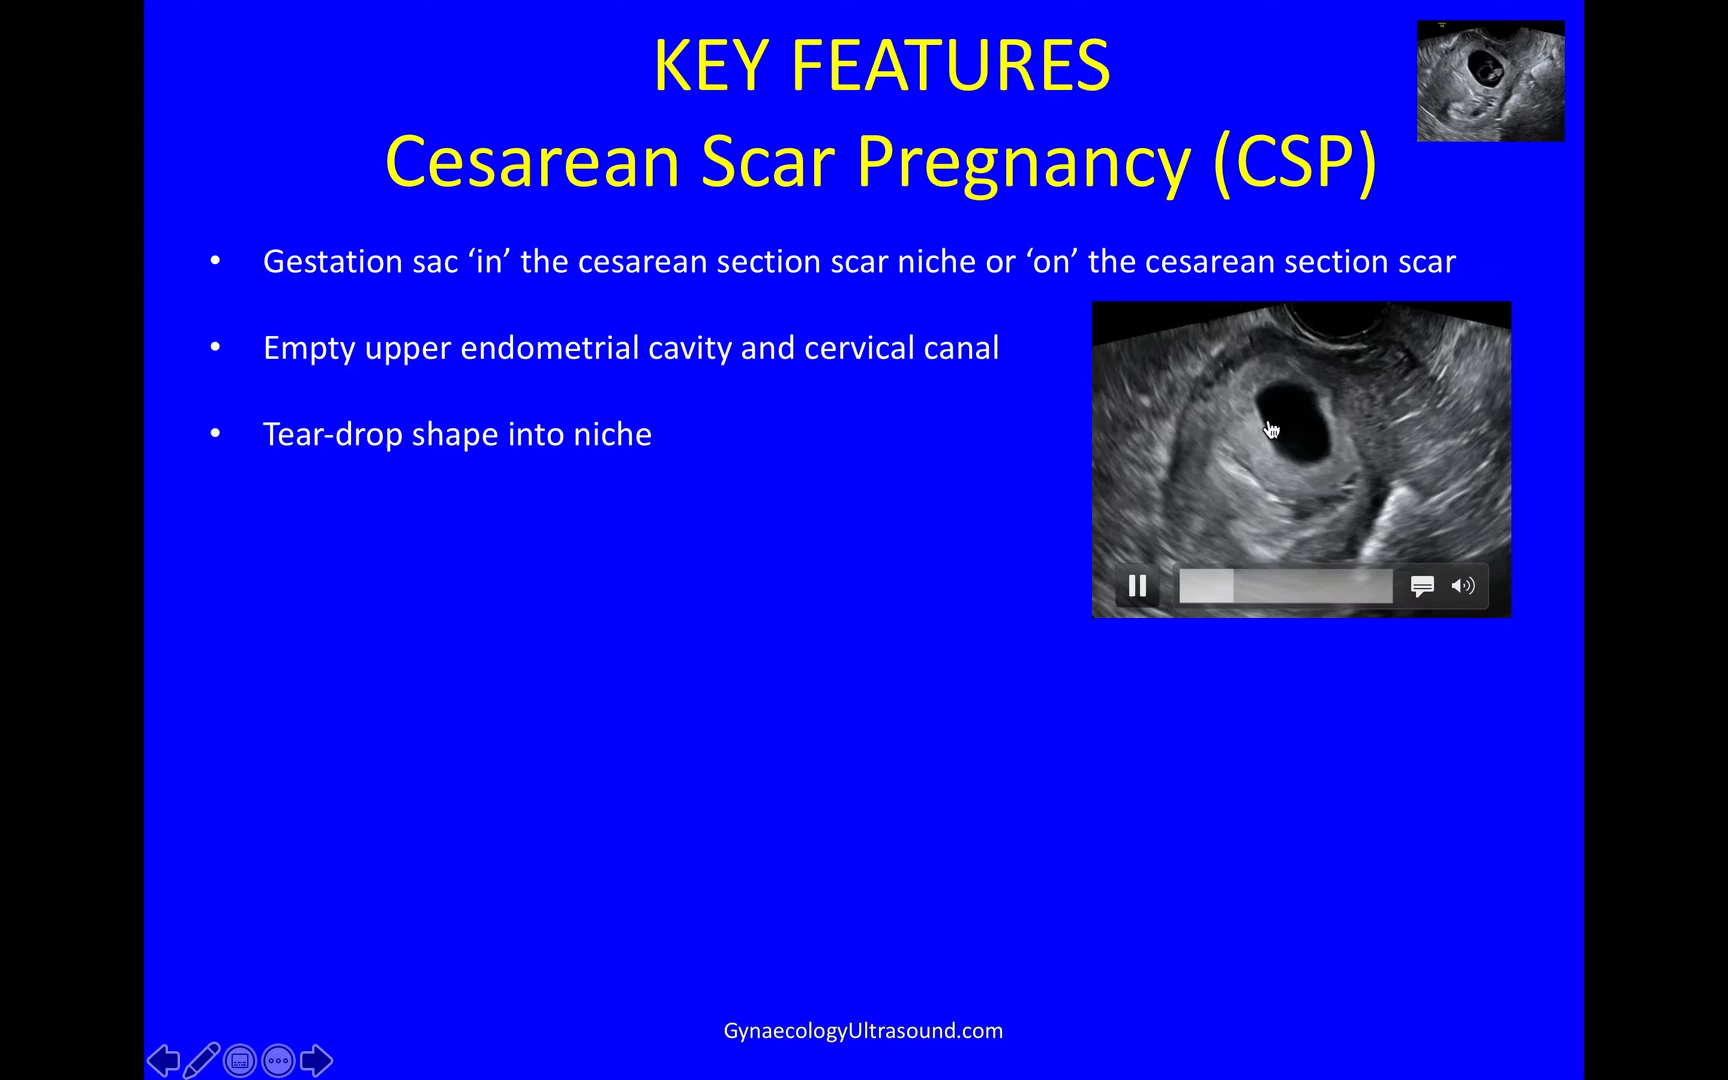 KEY FEATURES
Cesarean Scar Pregnancy (CSP)
• Gestation sac ‘in’ the cesarean section scar niche or ‘on’ the cesarean section scar
• Empty upper endometrial cavity and cervical canal
• Tear-drop shape into niche
GynaecologyUltrasound.com